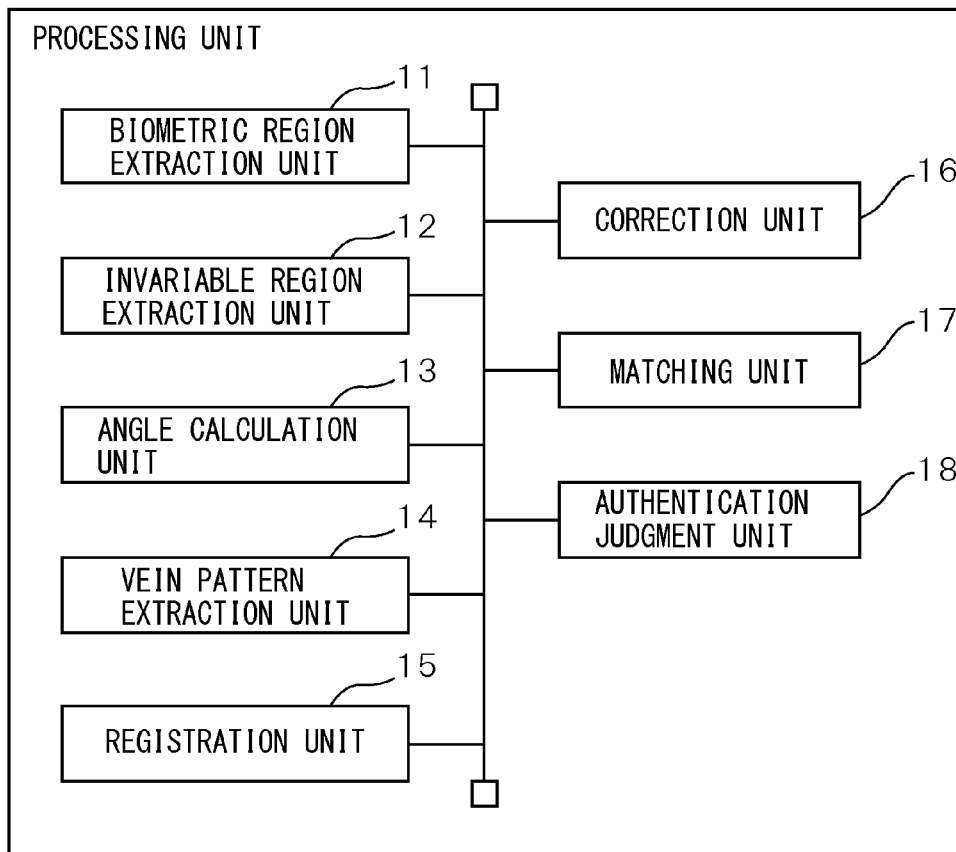 PROCESSING UNIT
11
BIOMETRIC REGION
EXTRACTION UNIT
12
INVARIABLE REGION
EXTRACTION UNIT
13
ANGLE CALCULATION
UNIT
14
VEIN PATTERN
EXTRACTION UNIT
15
REGISTRATION UNIT
16
CORRECTION UNIT
17
MATCHING UNIT
18
AUTHENTICATION
JUDGMENT UNIT